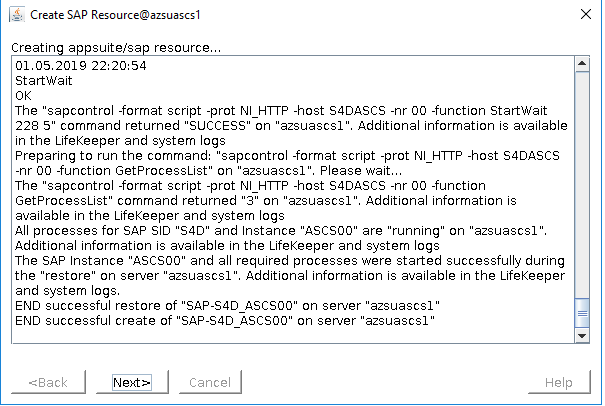 Create SAP Resource@azsuascs1
Creating appsuite/sap resource...
01.05.2019 22:20:54
StartWait
OK
The "sapcontrol -format script -prot NI_HTTP -host S4DASCS -nr 00 -function StartWait
228 5" command returned "SUCCESS" on "azsuascs1". Additional information is available
in the LifeKeeper and system logs
Preparing to run the command: "sapcontrol -format script -prot NI_HTTP -host S4DASCS
-nr 00 -function GetProcessList" on "azsuascs1". Please wait...
The "sapcontrol -format script -prot NI_HTTP -host S4DASCS -nr 00 -function
GetProcessList" command returned "3" on "azsuascs1". Additional information is
available in the LifeKeeper and system logs
All processes for SAP SID "S4D" and Instance "ASCS00" are "running" on "azsuascs1".
Additional information is available in the LifeKeeper and system logs
The SAP Instance "ASCS00" and all required processes were started successfully during
the "restore" on server "azsuascs1". Additional information is available in the LifeKeeper
and system logs.
END successful restore of "SAP-S4D_ASCS00" on server "azsuascs1"
END successful create of "SAP-S4D_ASCS00" on server "azsuascs1"
<Back Next> Cancel Help